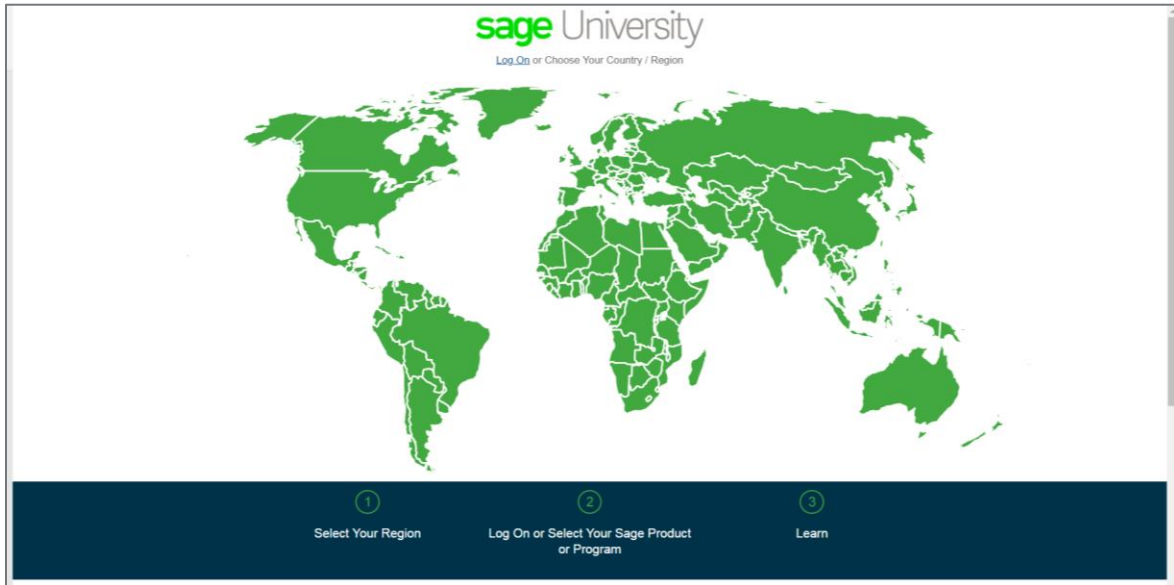 sage University
Log On or Choose Your Country / Region
1
Select Your Region
2
Log On or Select Your Sage Product
or Program
3
Learn